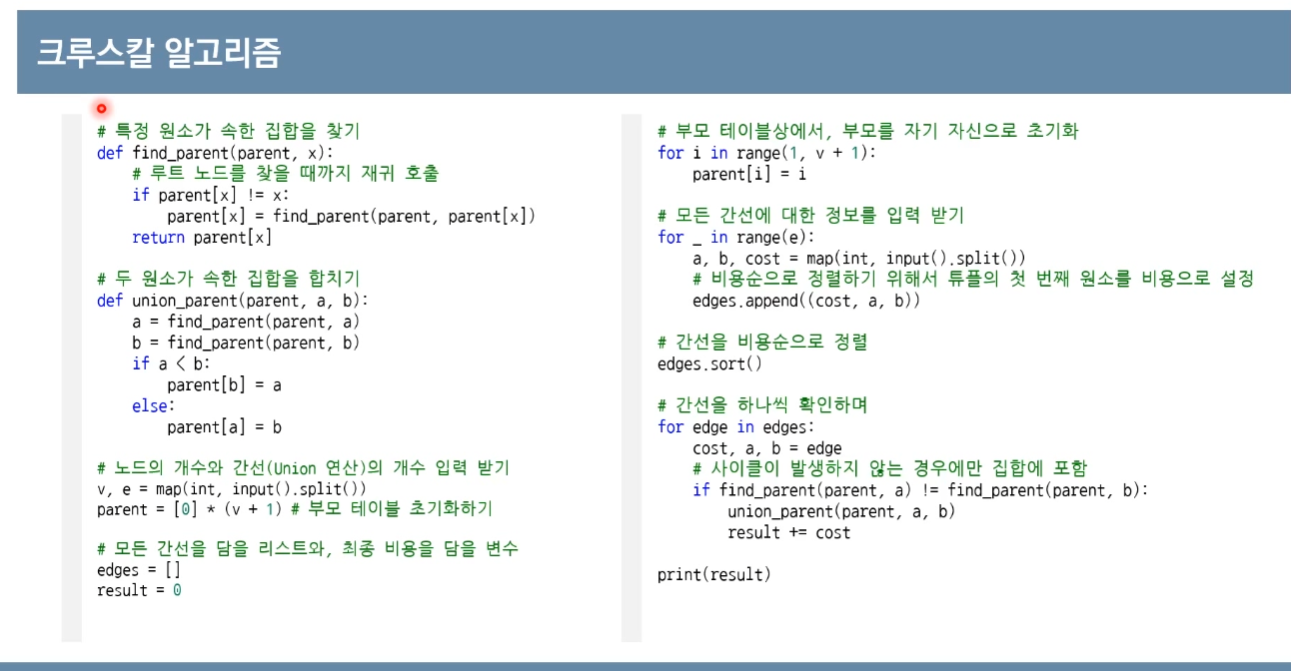 크루스칼 알고리즘
# 특정 원소가 속한 집합을 찾기
def find_parent(parent, x):
    # 루트 노드를 찾을 때까지 재귀 호출
    if parent[x] != x:
        parent[x] = find_parent(parent, parent[x])
    return parent[x]
# 두 원소가 속한 집합을 합치기
def union_parent(parent, a, b):
    a = find_parent(parent, a)
    b = find_parent(parent, b)
    if a < b:
        parent[b] = a
    else:
        parent[a] = b
# 노드의 개수와 간선(Union 연산)의 개수 입력 받기
v, e = map(int, input().split())
parent = [0] * (v + 1) # 부모 테이블 초기화하기
# 모든 간선을 담을 리스트와, 최종 비용을 담을 변수
edges = []
result = 0
# 부모 테이블상에서, 부모를 자기 자신으로 초기화
for i in range(1, v + 1):
    parent[i] = i
# 모든 간선에 대한 정보를 입력 받기
for _ in range(e):
    a, b, cost = map(int, input().split())
    # 비용순으로 정렬하기 위해서 튜플의 첫 번째 원소를 비용으로 설정
    edges.append((cost, a, b))
# 간선을 비용순으로 정렬
edges.sort()
# 간선을 하나씩 확인하며
for edge in edges:
    cost, a, b = edge
    # 사이클이 발생하지 않는 경우에만 집합에 포함
    if find_parent(parent, a) != find_parent(parent, b):
        union_parent(parent, a, b)
        result += cost
print(result)